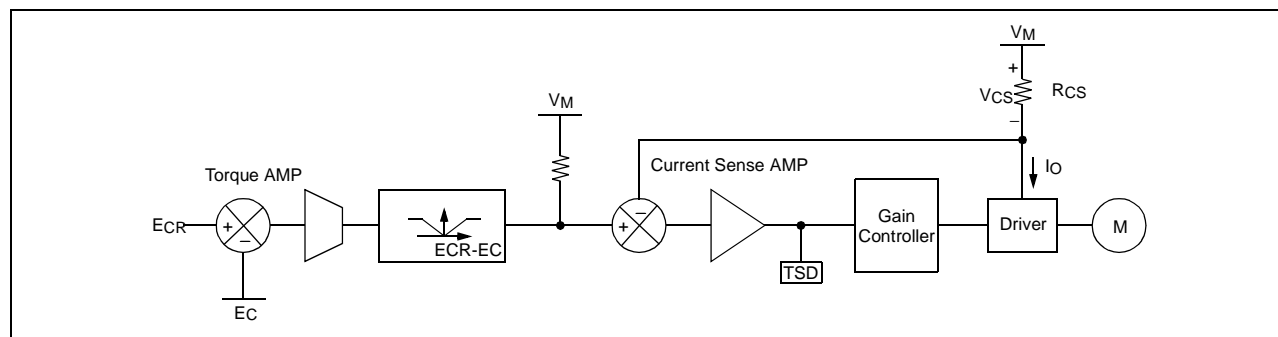 VM
+
VCS
RCS
–
VM
Torque AMP
Current Sense AMP
IO
ECR
+
–
ECR-EC
+
–
Gain
Controller
Driver
M
TSD
EC